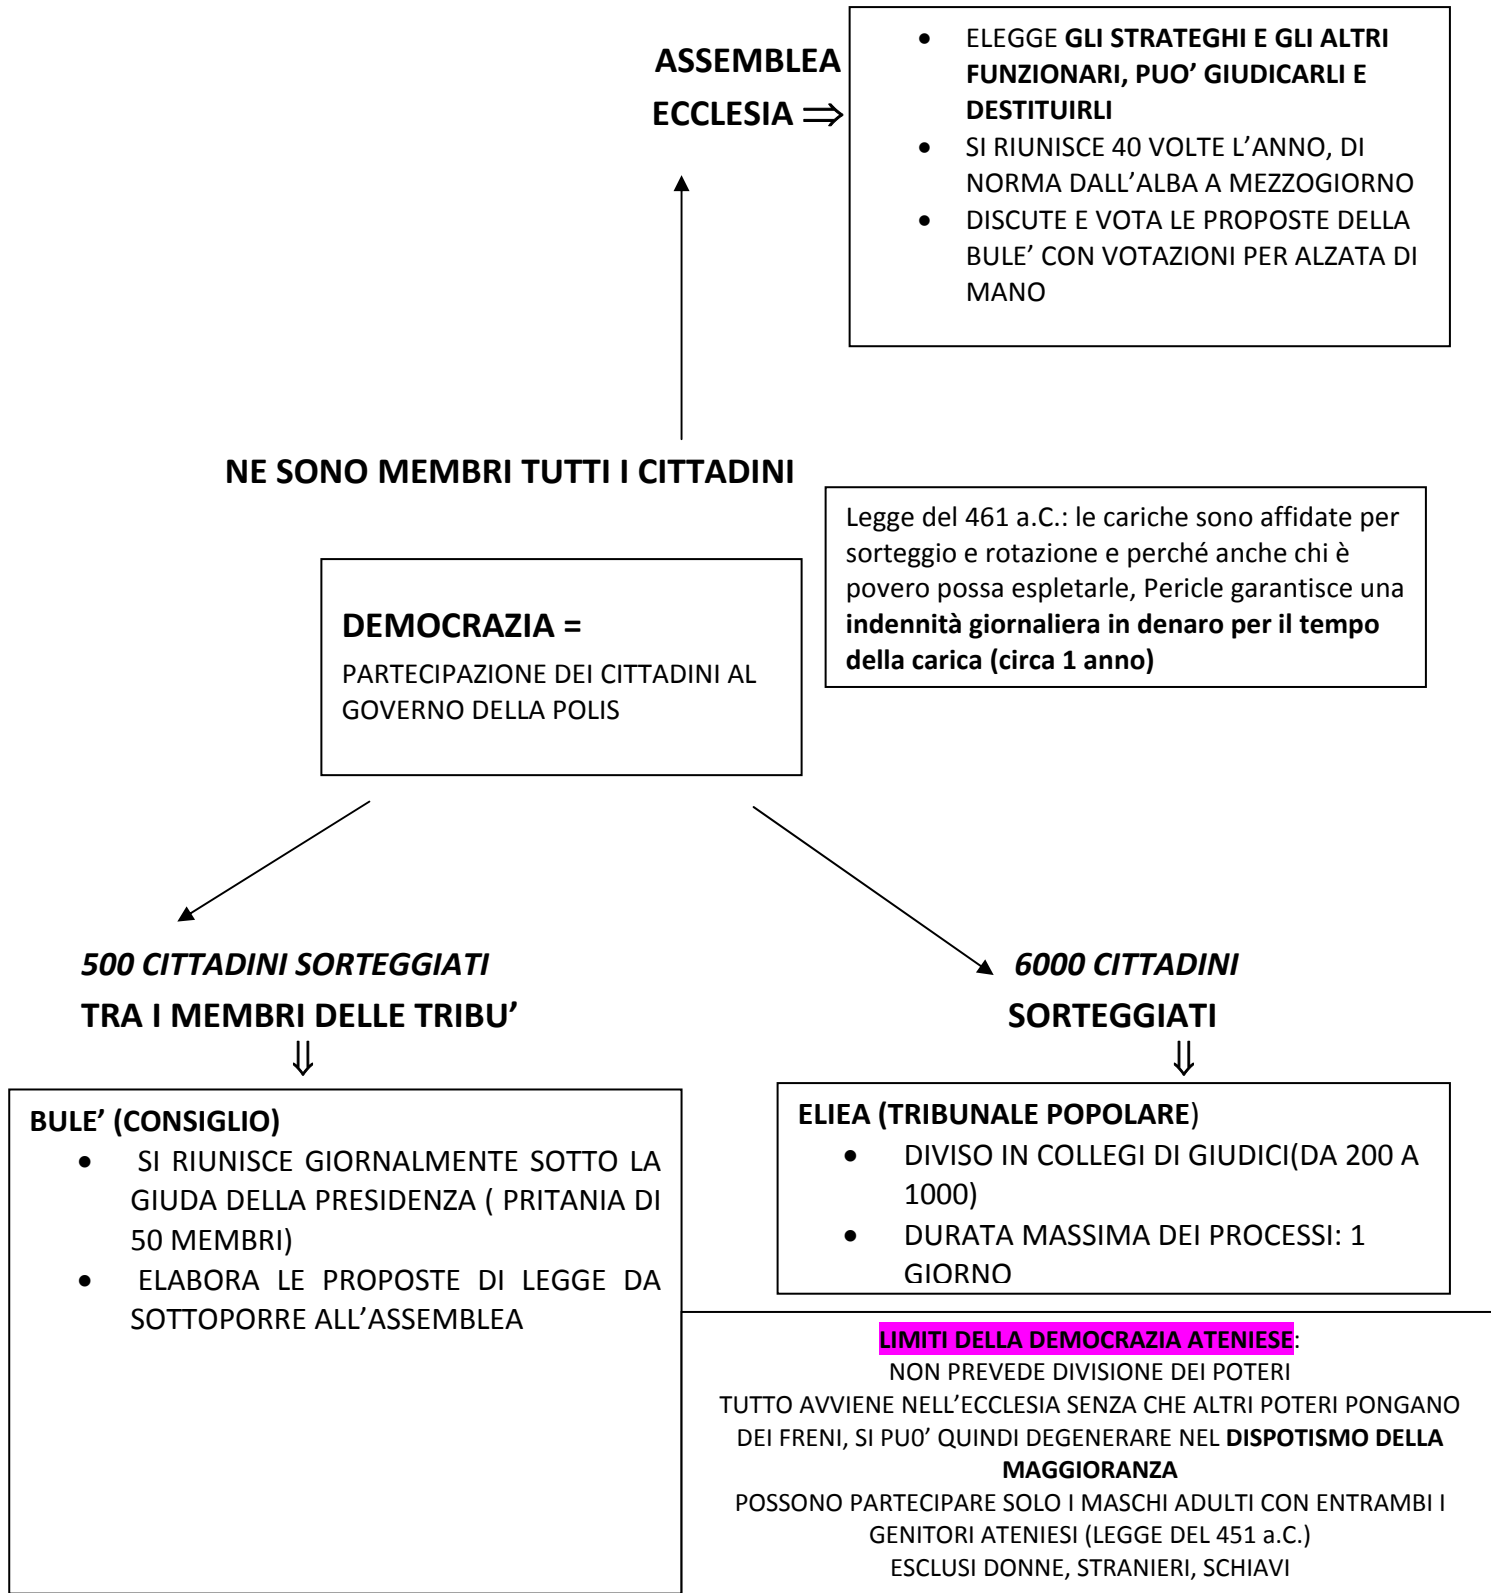 ASSEMBLEA
ECCLESIA ⇒
• ELEGGE GLI STRATEGHI E GLI ALTRI
FUNZIONARI, PUO’ GIUDICARLI E
DESTITUIRLI
• SI RIUNISCE 40 VOLTE L’ANNO, DI
NORMA DALL’ALBA A MEZZOGIORNO
• DISCUTE E VOTA LE PROPOSTE DELLA
BULE’ CON VOTAZIONI PER ALZATA DI
MANO
NE SONO MEMBRI TUTTI I CITTADINI
Legge del 461 a.C.: le cariche sono affidate per
sorteggio e rotazione e perché anche chi è
povero possa espletarle, Pericle garantisce una
indennità giornaliera in denaro per il tempo
della carica (circa 1 anno)
DEMOCRAZIA =
PARTECIPAZIONE DEI CITTADINI AL
GOVERNO DELLA POLIS
500 CITTADINI SORTEGGIATI
TRA I MEMBRI DELLE TRIBU’
⇓
BULE’ (CONSIGLIO)
• SI RIUNISCE GIORNALMENTE SOTTO LA
GIUDA DELLA PRESIDENZA ( PRITANIA DI
50 MEMBRI)
• ELABORA LE PROPOSTE DI LEGGE DA
SOTTOPORRE ALL’ASSEMBLEA
6000 CITTADINI
SORTEGGIATI
⇓
ELIEA (TRIBUNALE POPOLARE)
• DIVISO IN COLLEGI DI GIUDICI(DA 200 A
1000)
• DURATA MASSIMA DEI PROCESSI: 1
GIORNO
LIMITI DELLA DEMOCRAZIA ATENIESE:
NON PREVEDE DIVISIONE DEI POTERI
TUTTO AVVIENE NELL’ECCLESIA SENZA CHE ALTRI POTERI PONGANO
DEI FRENI, SI PU0’ QUINDI DEGENERARE NEL DISPOTISMO DELLA
MAGGIORANZA
POSSONO PARTECIPARE SOLO I MASCHI ADULTI CON ENTRAMBI I
GENITORI ATENIESI (LEGGE DEL 451 a.C.)
ESCLUSI DONNE, STRANIERI, SCHIAVI